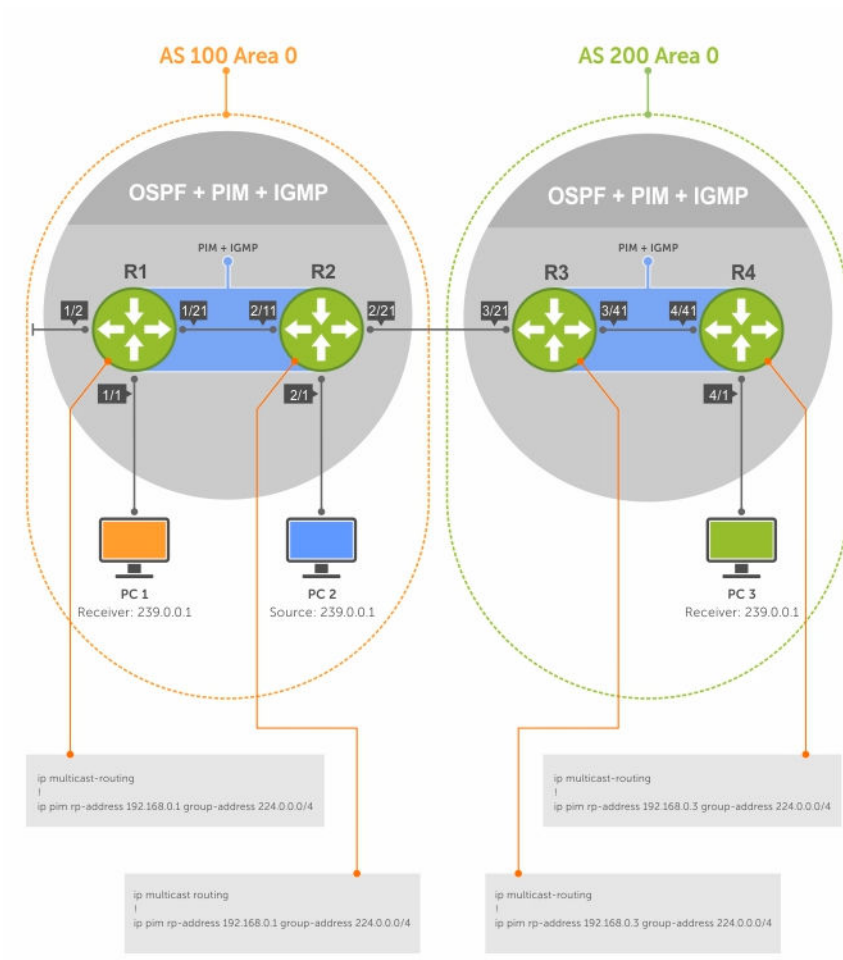 AS 100 Area 0
AS 200 Area 0
OSPF + PIM + IGMP
OSPF + PIM + IGMP
PIM + IGMP
PIM + IGMP
R1
R2
R3
R4
1/2
1/21
2/11
2/21
3/21
3/41
4/41
1/1
2/1
4/1
PC 1
Receiver: 239.0.0.1
PC 2
Source: 239.0.0.1
PC 3
Receiver: 239.0.0.1
ip multicast-routing
!
ip pim rp-address 192.168.0.1 group-address 224.0.0.0/4
ip multicast-routing
!
ip pim rp-address 192.168.0.3 group-address 224.0.0.0/4
ip multicast routing
!
ip pim rp-address 192.168.0.1 group-address 224.0.0.0/4
ip multicast-routing
!
ip pim rp-address 192.168.0.3 group-address 224.0.0.0/4